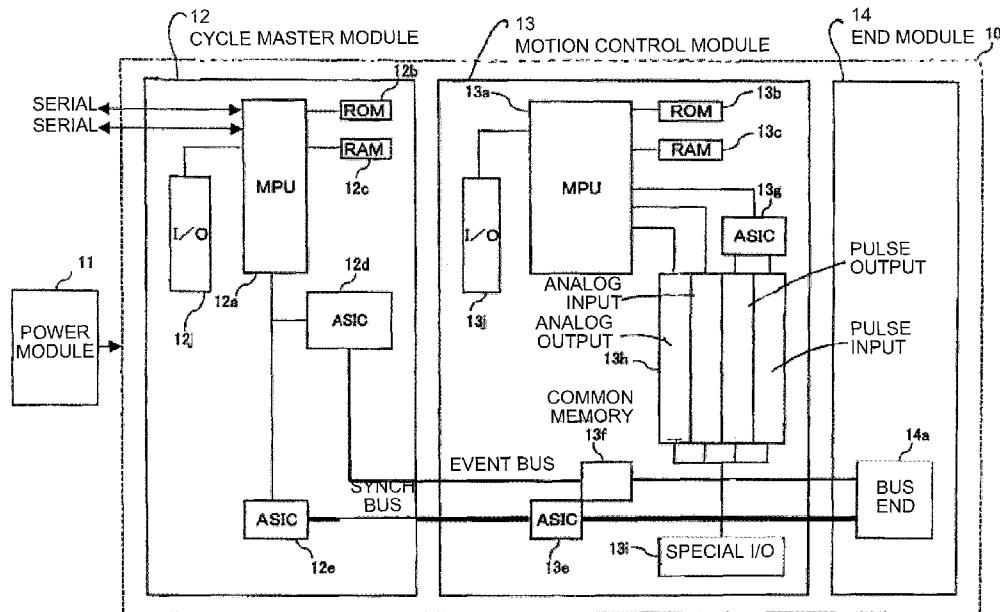 12
CYCLE MASTER MODULE
13
MOTION CONTROL MODULE
14
END MODULE
10
SERIAL
SERIAL
MPU
12b
ROM
RAM
12c
I/O
12a
12j
12d
ASIC
11
POWER
MODULE
13a
MPU
13b
ROM
13c
RAM
I/O
13j
13g
ASIC
ANALOG
INPUT
ANALOG
OUTPUT
13h
PULSE
OUTPUT
PULSE
INPUT
COMMON
MEMORY
13f
EVENT BUS
SYNCH
BUS
14a
BUS
END
ASIC
12e
ASIC
13e
13i
SPECIAL I/O